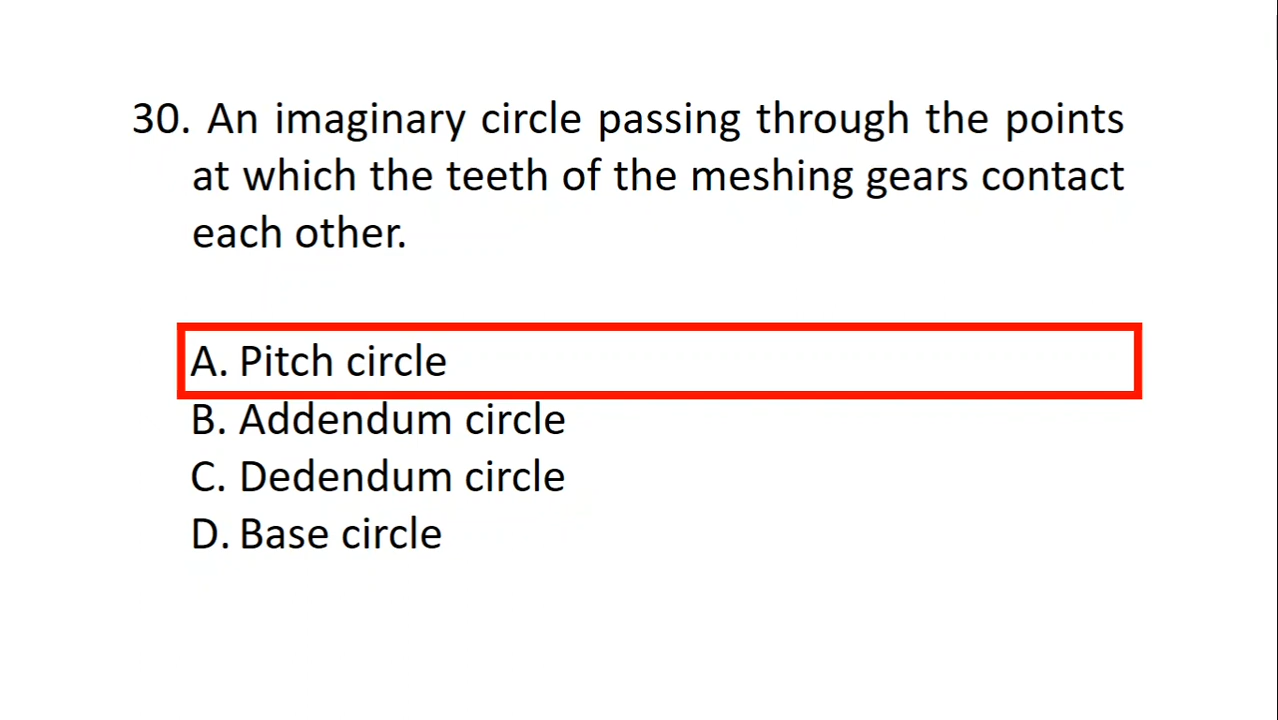 30. An imaginary circle passing through the points
at which the teeth of the meshing gears contact
each other.
A. Pitch circle
B. Addendum circle
C. Dedendum circle
D. Base circle